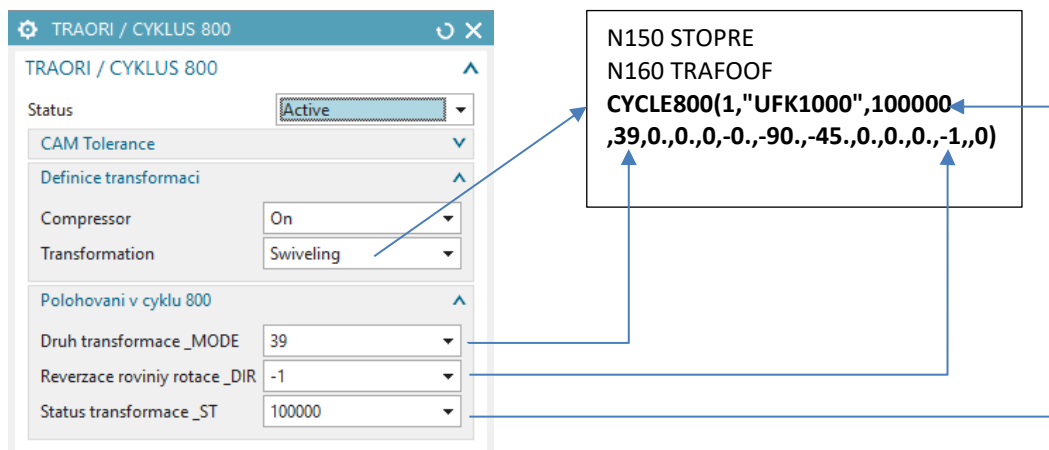 TRAORI / CYKLUS 800
TRAORI / CYKLUS 800
Status Active
CAM Tolerance
Definice transformaci
Compressor On
Transformation Swiveling
Polohovani v cyklu 800
Druh transformace _MODE 39
Reverzace roviniy rotace _DIR -1
Status transformace _ST 100000
N150 STOPRE
N160 TRAFOOF
CYCLE800(1,"UFK1000",100000
,39,0.,0.,0,-0.,-90.,-45.,0.,0.,0.,-1,,0)